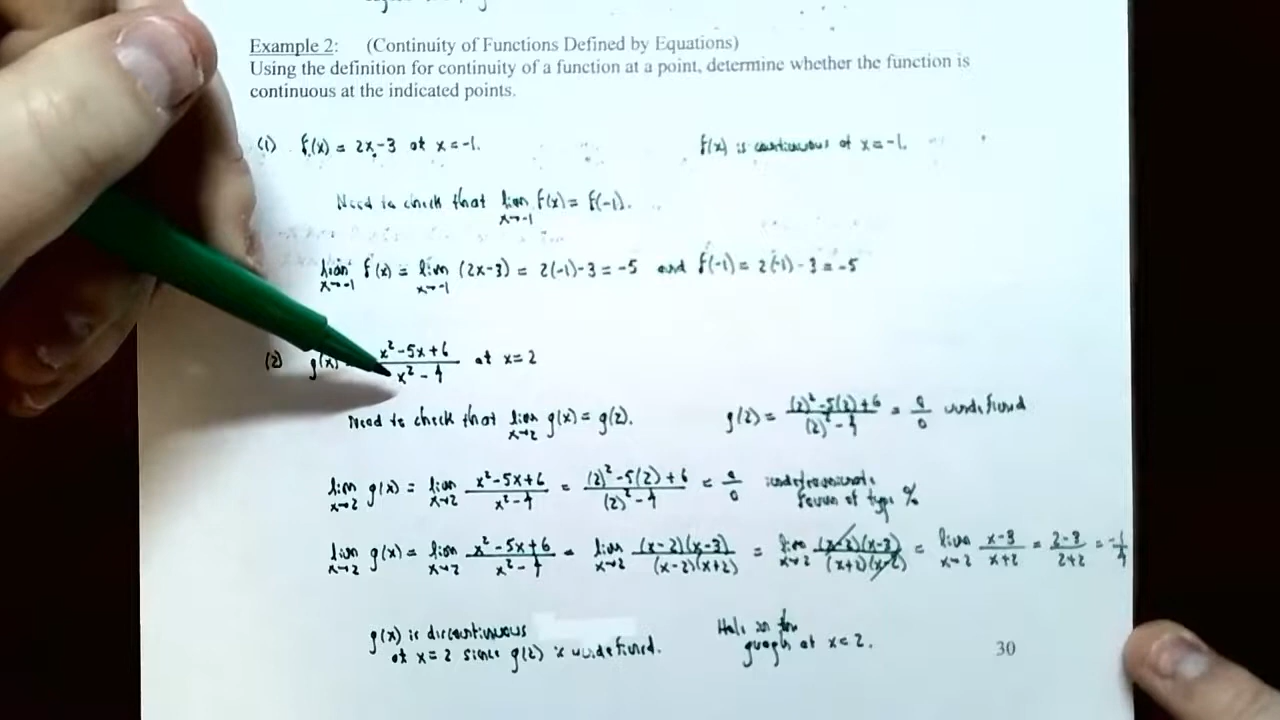 Example 2: (Continuity of Functions Defined by Equations)
Using the definition for continuity of a function at a point, determine whether the function is
continuous at the indicated points.
(1) f(x) = 2x-3 at x=-1. f(x) is continuous at x=-1.
Need to check that lim x→-1 f(x) = f(-1).
lim x→-1 f(x) = lim x→-1 (2x-3) = 2(-1)-3 = -5 and f(-1) = 2(-1)-3 = -5
(2) g(x) x²-5x+6 / x²-4 at x=2
Need to check that lim x→2 g(x) = g(2). g(2) = (2)²-5(2)+6 / (2)²-4 = 0/0 undefined
lim x→2 g(x) = lim x→2 x²-5x+6 / x²-4 = (2)²-5(2)+6 / (2)²-4 = 0/0 indeterminate
form of type 0/0
lim x→2 g(x) = lim x→2 x²-5x+6 / x²-4 = lim x→2 (x-2)(x-3) / (x-2)(x+2) = lim x→2 (x-2)(x-3) / (x+2)(x-2) = lim x→2 x-3 / x+2 = 2-3 / 2+2 = -1/4
g(x) is discontinuous
at x=2 since g(2) is undefined.
Hole in the
graph at x=2.
30